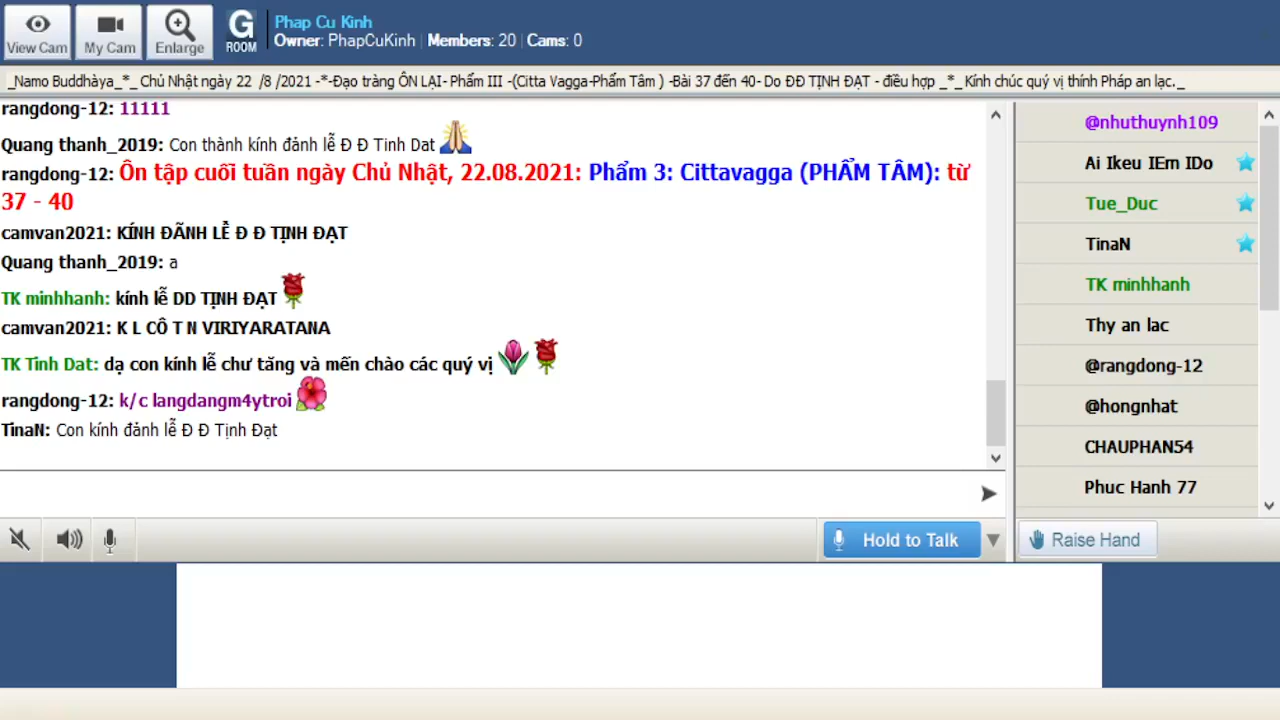 View Cam
My Cam
Enlarge
G ROOM
Phap Cu Kinh
Owner: PhapCuKinh | Members: 20 | Cams: 0
_Namo Buddhàya_*_ Chủ Nhật ngày 22 /8 /2021 -*-Đạo tràng ÔN LẠI- Phẩm III -(Citta Vagga-Phẩm Tâm ) -Bài 37 đến 40- Do ĐĐ TỊNH ĐẠT - điều hợp _*_ Kính chúc quý vị thính Pháp an lạc._
rangdong-12: 11111
Quang thanh_2019: Con thành kính đảnh lễ Đ Đ Tinh Dat
rangdong-12: Ôn tập cuối tuần ngày Chủ Nhật, 22.08.2021: Phẩm 3: Cittavagga (PHẨM TÂM): từ
37 - 40
camvan2021: KÍNH ĐÃNH LỄ Đ Đ TỊNH ĐẠT
Quang thanh_2019: a
TK minhhanh: kính lễ DD TỊNH ĐẠT
camvan2021: K L CÔ T N VIRIYARATANA
TK Tinh Dat: dạ con kính lễ chư tăng và mến chào các quý vị
rangdong-12: k/c langdangm4ytroi
TinaN: Con kính đảnh lễ Đ Đ Tịnh Đạt
@nhuthuynh109
Ai Ikeu IEm IDo
Tue_Duc
TinaN
TK minhhanh
Thy an lac
@rangdong-12
@hongnhat
CHAUPHAN54
Phuc Hanh 77
Hold to Talk
Raise Hand